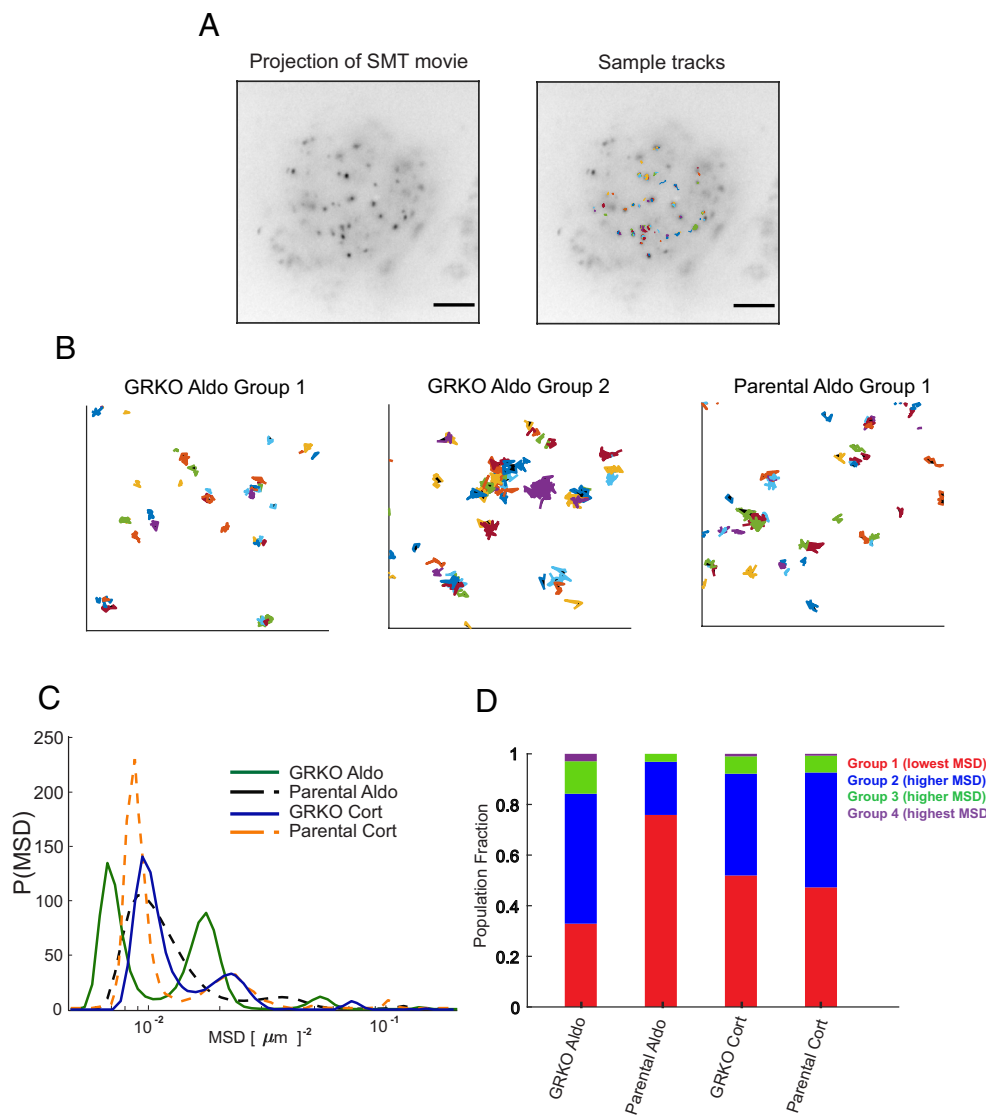 A
Projection of SMT movie
Sample tracks
B
GRKO Aldo Group 1
GRKO Aldo Group 2
Parental Aldo Group 1
C
250
200
150
100
50
0
P(MSD)
10-2
10-1
MSD [ μm ]-2
GRKO Aldo
Parental Aldo
GRKO Cort
Parental Cort
D
1
0.8
0.6
0.4
0.2
0
Population Fraction
GRKO Aldo
Parental Aldo
GRKO Cort
Parental Cort
Group 1 (lowest MSD)
Group 2 (higher MSD)
Group 3 (higher MSD)
Group 4 (highest MSD